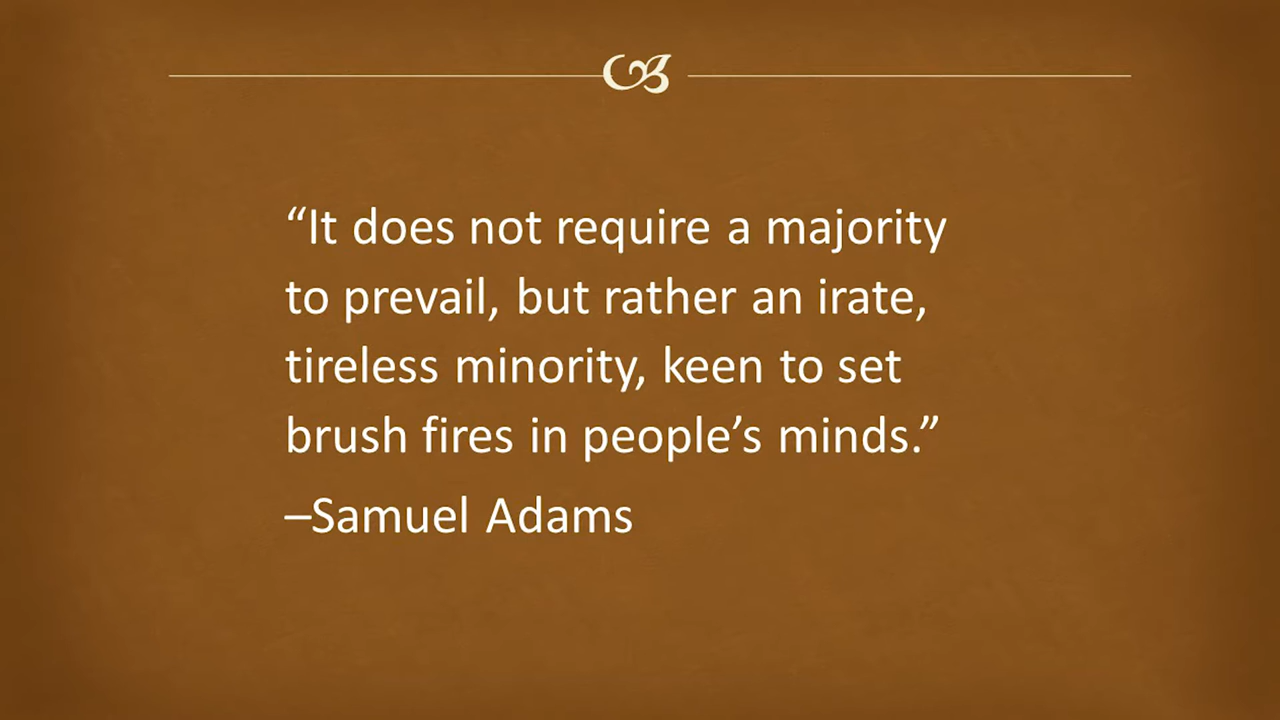 “It does not require a majority
to prevail, but rather an irate,
tireless minority, keen to set
brush fires in people’s minds.”
–Samuel Adams